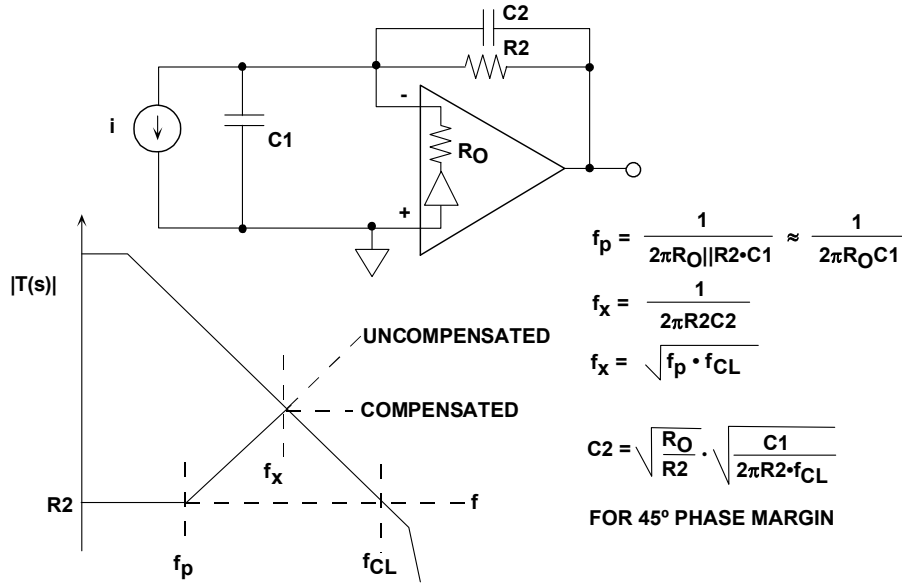 C2
R2
i
C1
-
RO
+
|T(s)|
UNCOMPENSATED
COMPENSATED
fx
R2
f
fp
fCL
fp = 1 / 2πRO||R2•C1 ≈ 1 / 2πROC1
fx = 1 / 2πR2C2
fx = √fp • fCL
C2 = √RO/R2 · √C1/2πR2•fCL
FOR 45º PHASE MARGIN